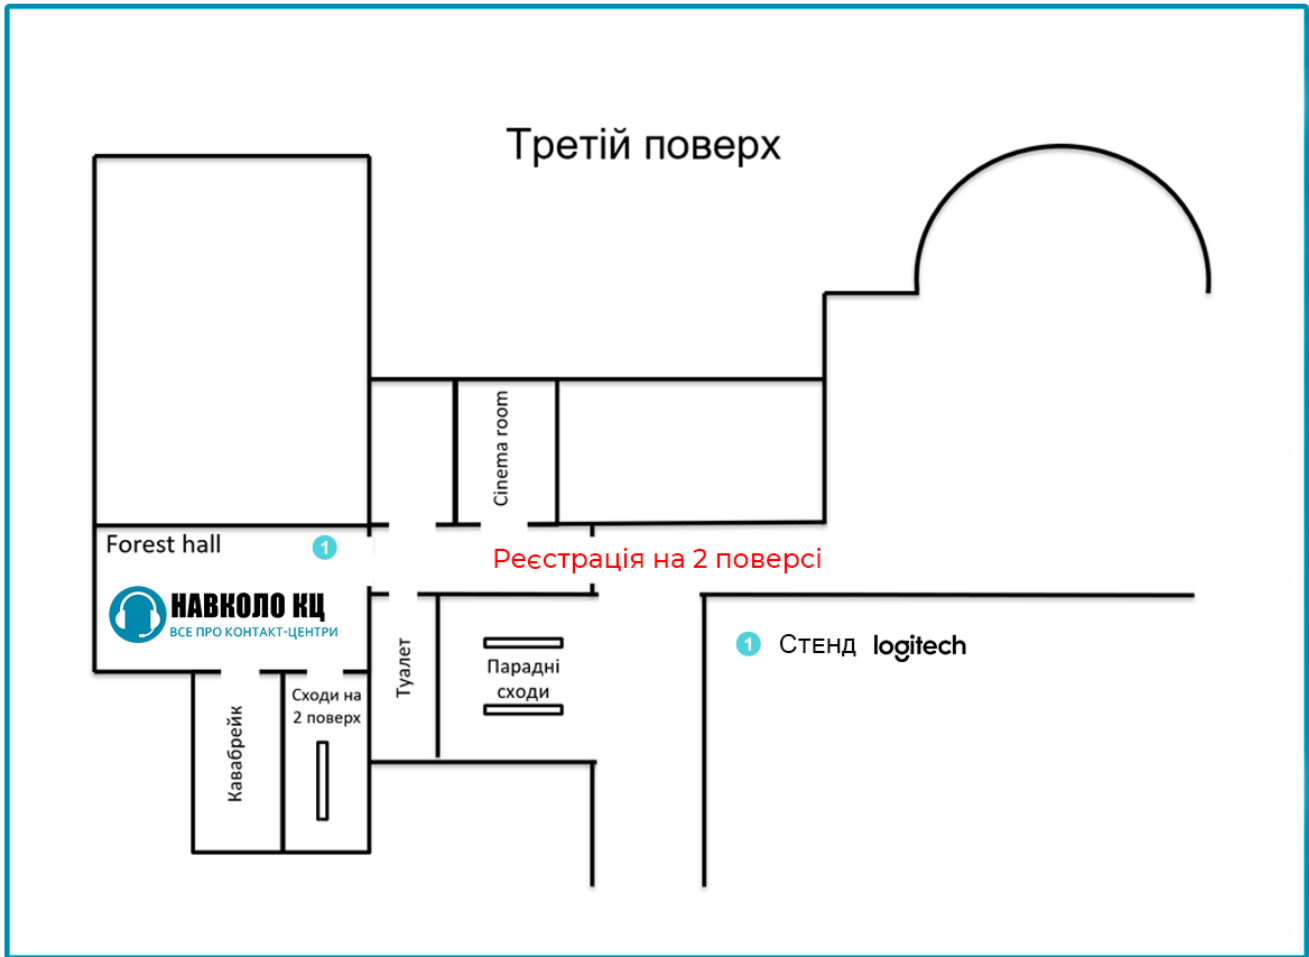 Третій поверх
Cinema room
Forest hall
1
Реєстрація на 2 поверсі
НАВКОЛО КЦ
ВСЕ ПРО КОНТАКТ-ЦЕНТРИ
1 Стенд logitech
Туалет
Парадні
сходи
Сходи на
2 поверх
Кавабрейк